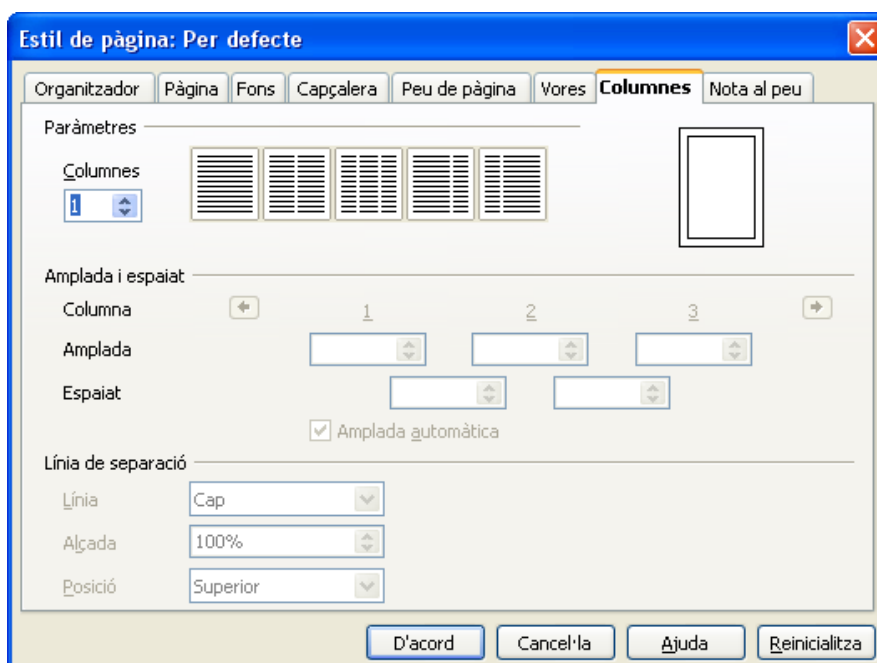 Estil de pàgina: Per defecte
Organitzador Pàgina Fons Capçalera Peu de pàgina Vores Columnes Nota al peu
Paràmetres
Columnes
1
Amplada i espaiat
Columna 1 2 3
Amplada
Espaiat
Amplada automàtica
Línia de separació
Línia Cap
Alçada 100%
Posició Superior
D'acord Cancel·la Ajuda Reinicialitza